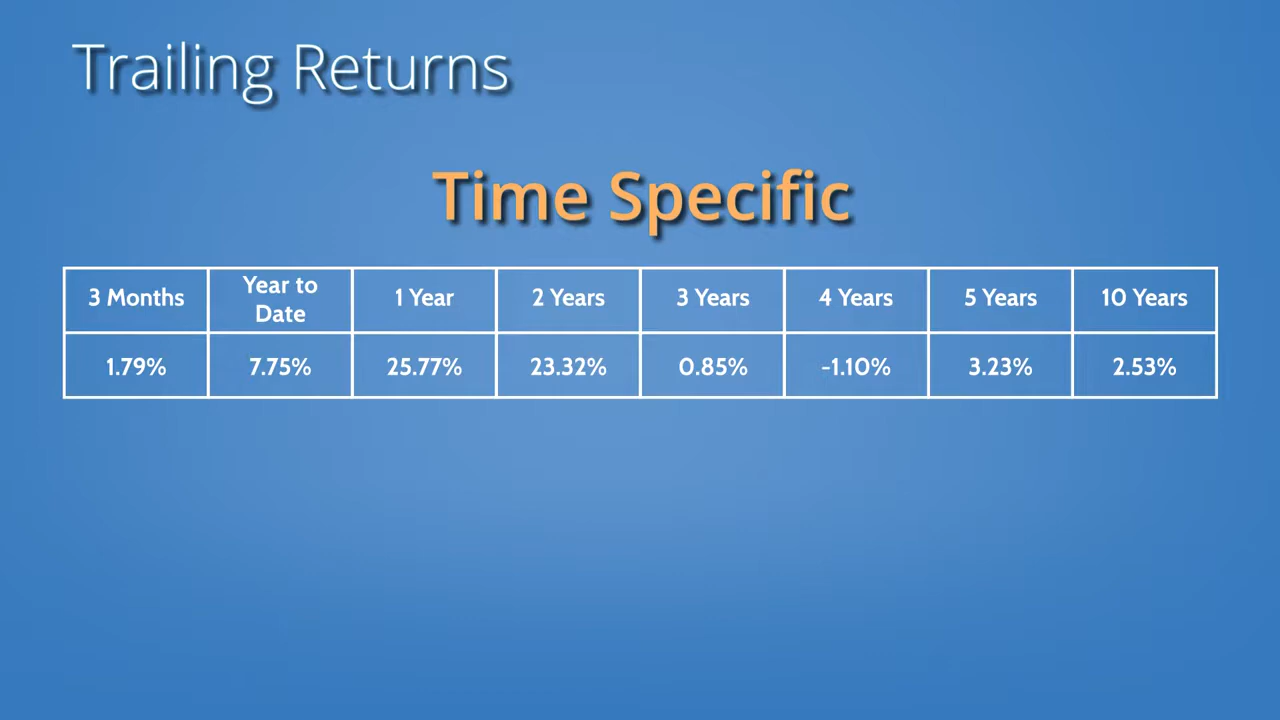 Trailing Returns
Time Specific
3 Months Year to Date 1 Year 2 Years 3 Years 4 Years 5 Years 10 Years
1.79% 7.75% 25.77% 23.32% 0.85% -1.10% 3.23% 2.53%